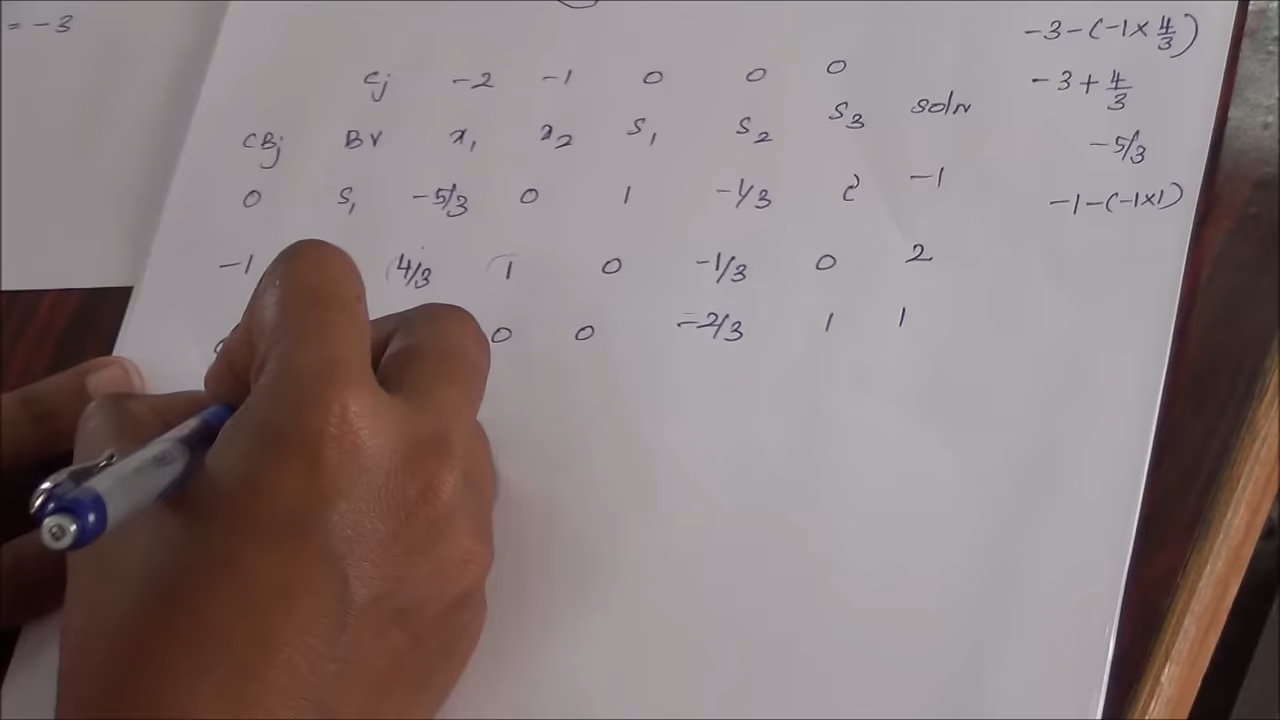 = -3
-3-(-1×4/3)
-3+4/3
-5/3
-1-(-1×1)
Cj -2 -1 0 0 0
CBj BV x₁ x₂ S₁ S₂ S₃ soln
0 S₁ -5/3 0 1 -1/3 -1
-1 4/3 1 0 -1/3 0 2
0 0 -2/3 1 1